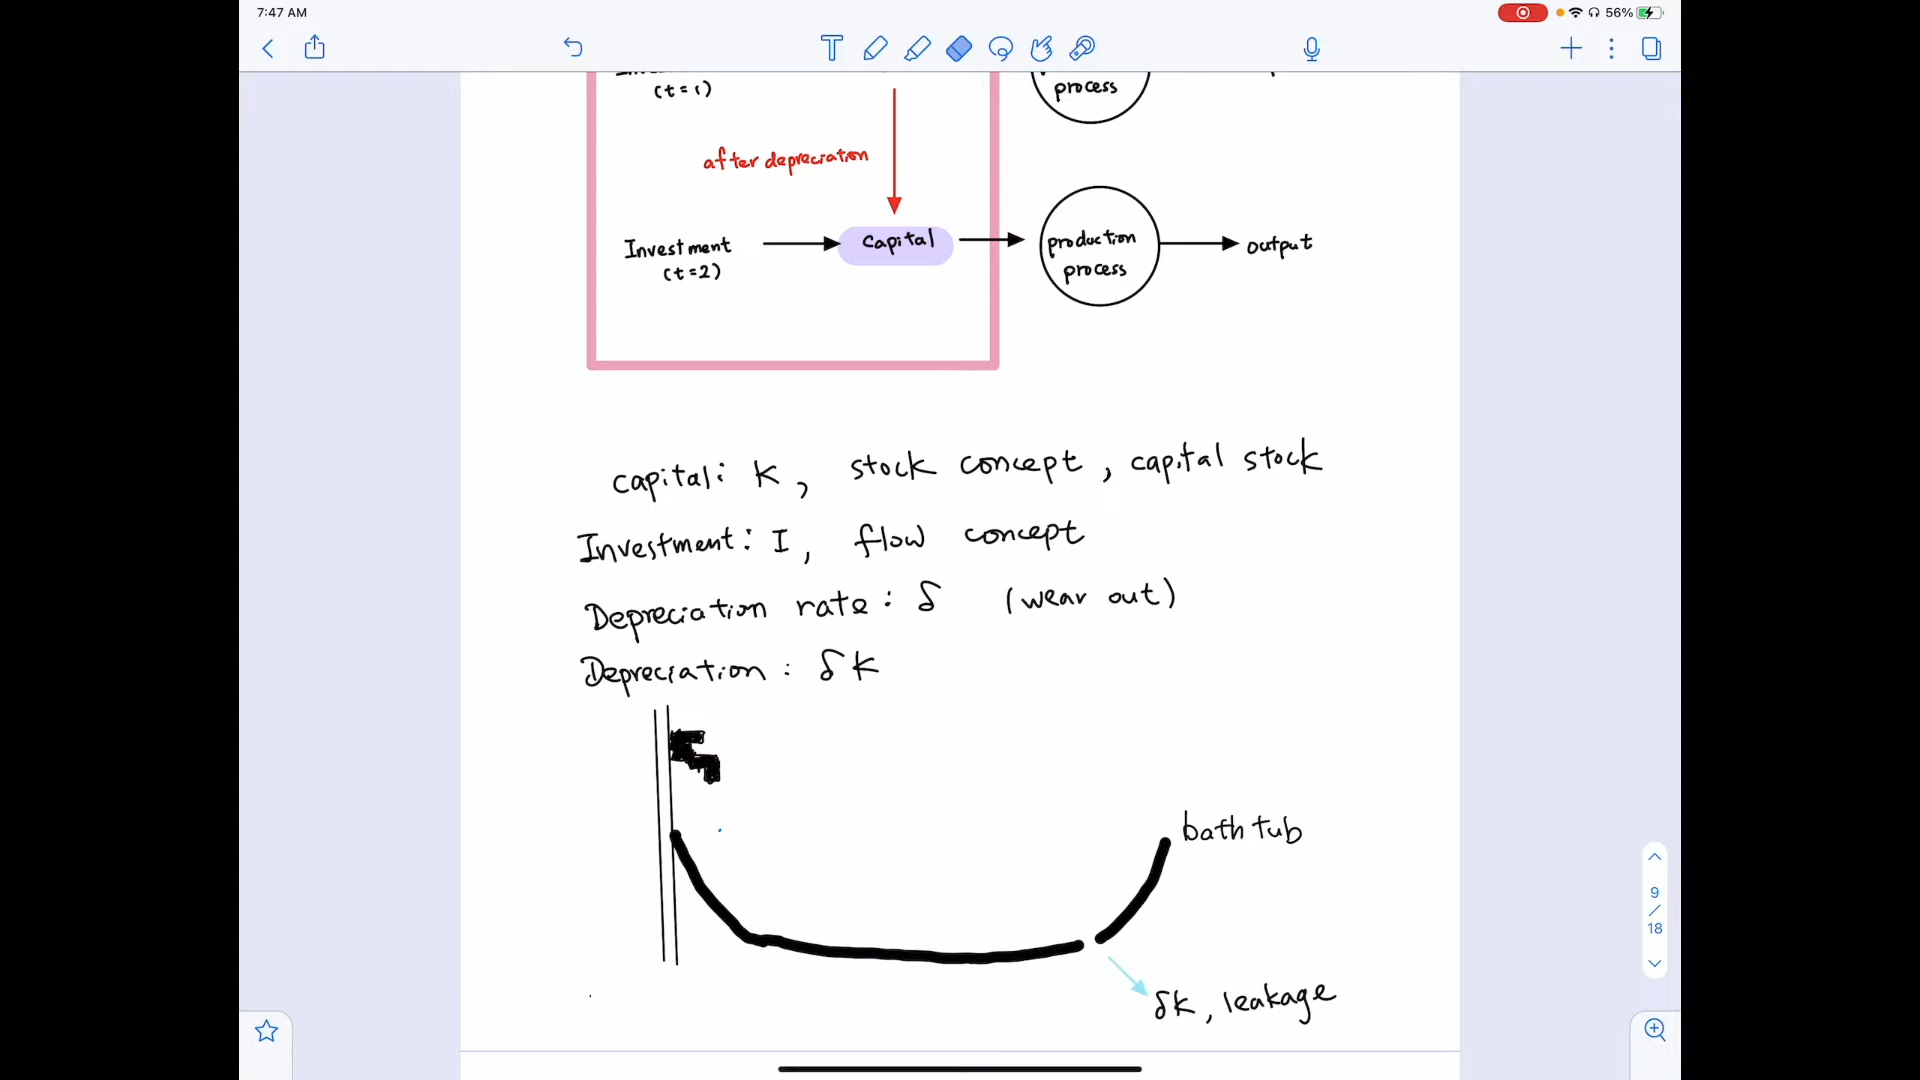 7:47 AM
56%
(t=1)
process
after depreciation
Investment
(t=2)
Capital
production
process
output
capital: K, stock concept, capital stock
Investment: I, flow concept
Depreciation rate: δ (wear out)
Depreciation: δK
bath tub
δK, leakage
9
/
18